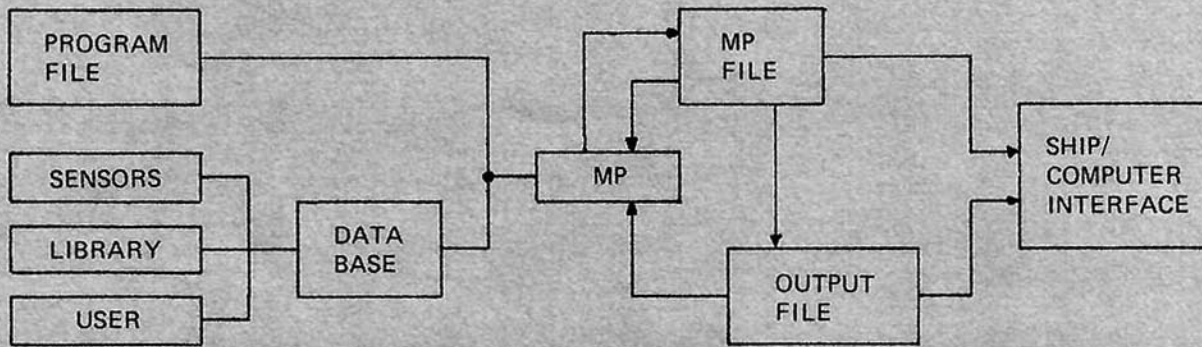 PROGRAM
FILE
SENSORS
LIBRARY
USER
DATA
BASE
MP
MP
FILE
OUTPUT
FILE
SHIP/
COMPUTER
INTERFACE